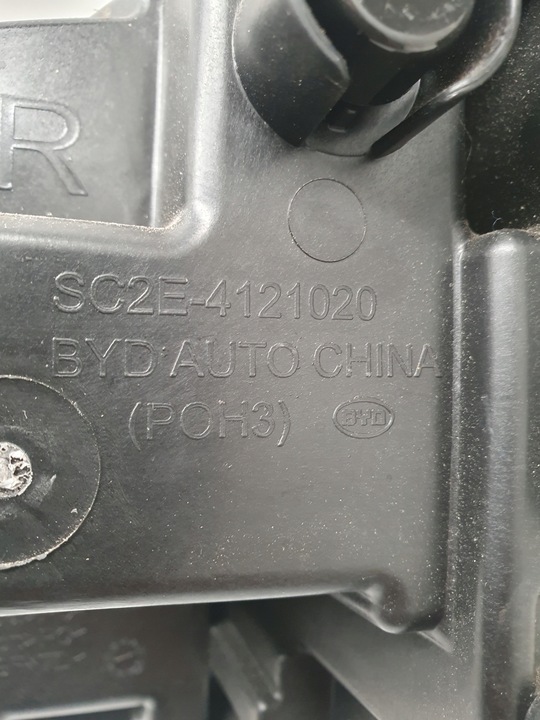 R
SC2E-4121020
BYD AUTO CHINA
(POH3) BYD